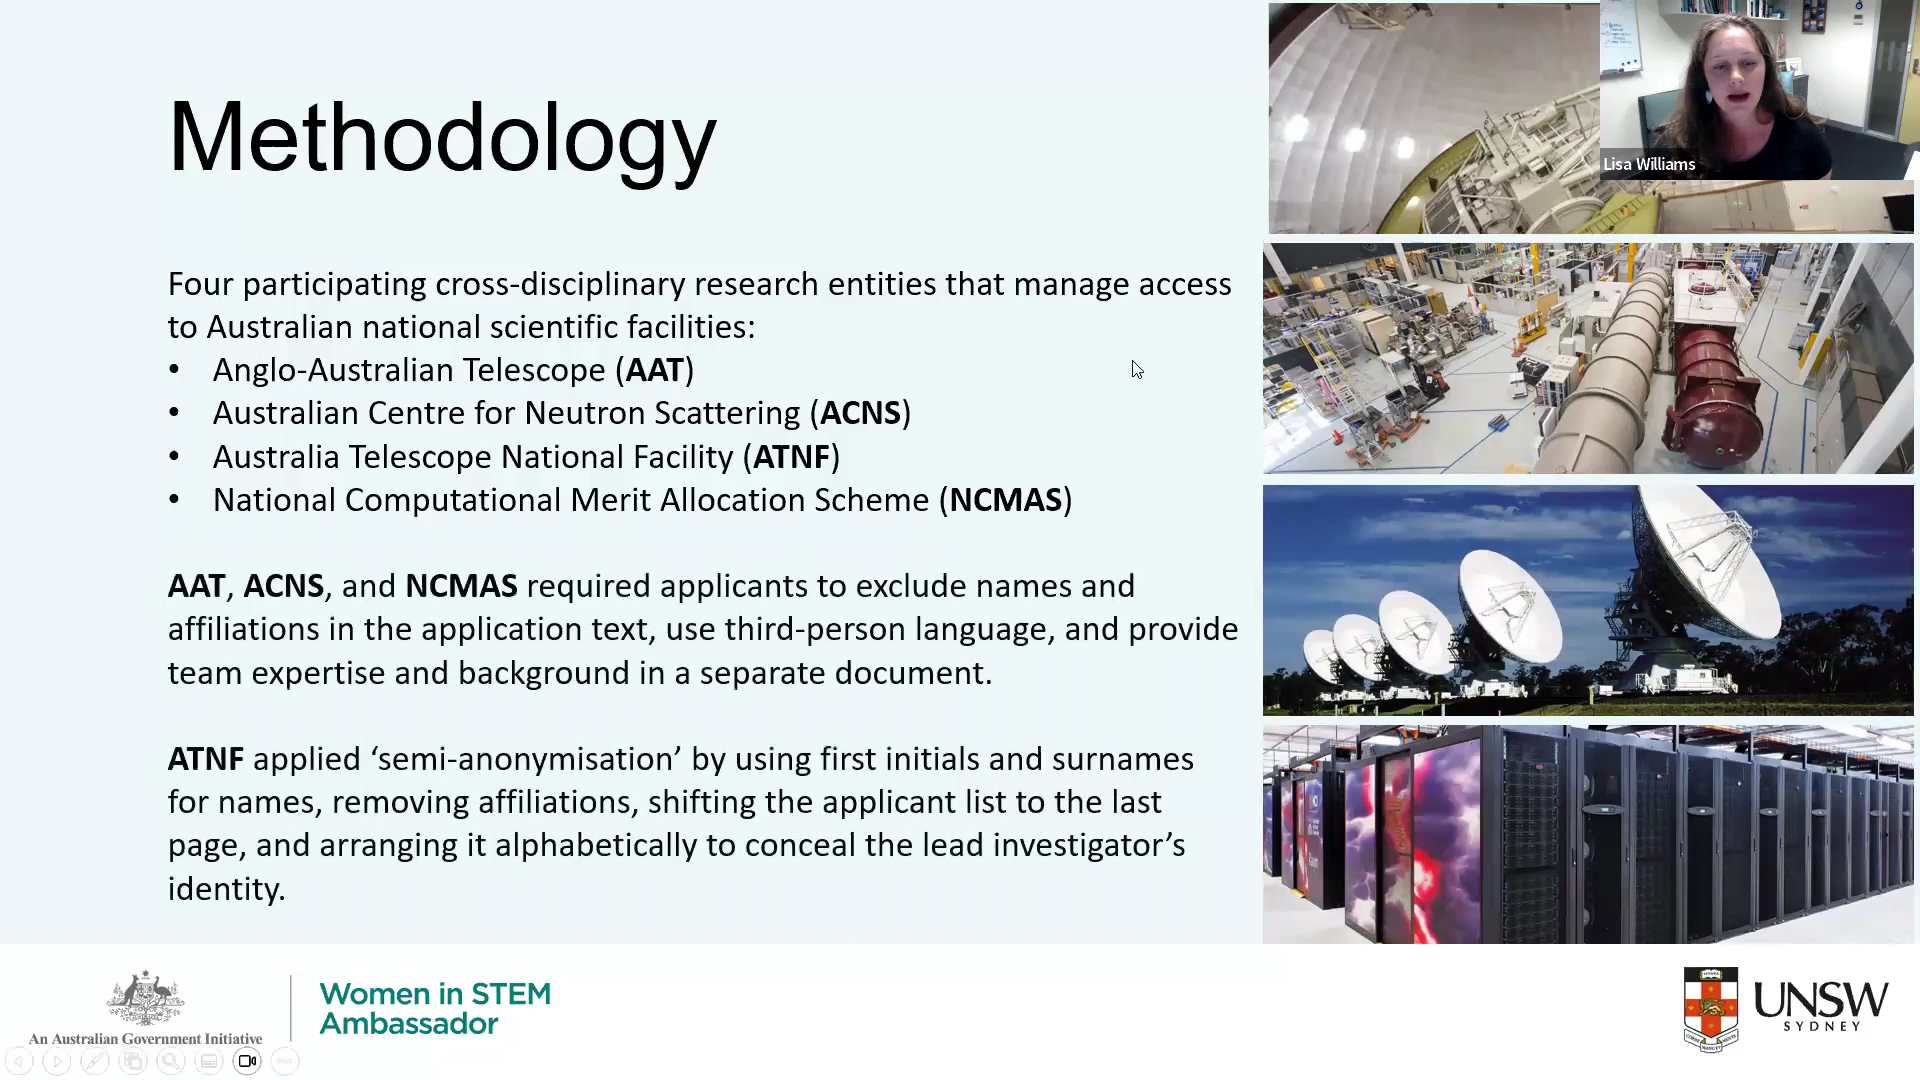 Methodology
Lisa Williams
Four participating cross-disciplinary research entities that manage access
to Australian national scientific facilities:
• Anglo-Australian Telescope (AAT)
• Australian Centre for Neutron Scattering (ACNS)
• Australia Telescope National Facility (ATNF)
• National Computational Merit Allocation Scheme (NCMAS)
AAT, ACNS, and NCMAS required applicants to exclude names and
affiliations in the application text, use third-person language, and provide
team expertise and background in a separate document.
ATNF applied ‘semi-anonymisation’ by using first initials and surnames
for names, removing affiliations, shifting the applicant list to the last
page, and arranging it alphabetically to conceal the lead investigator’s
identity.
An Australian Government Initiative
Women in STEM
Ambassador
UNSW
SYDNEY